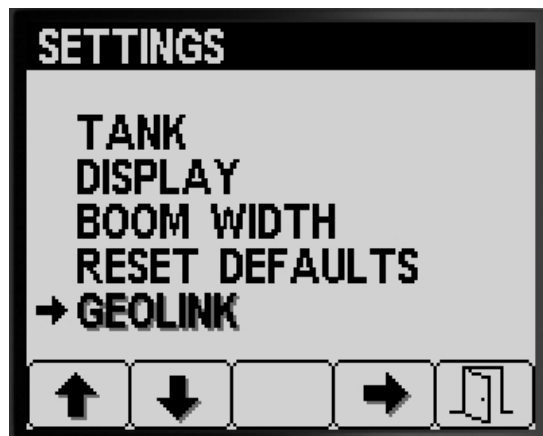 SETTINGS
TANK
DISPLAY
BOOM WIDTH
RESET DEFAULTS
GEOLINK